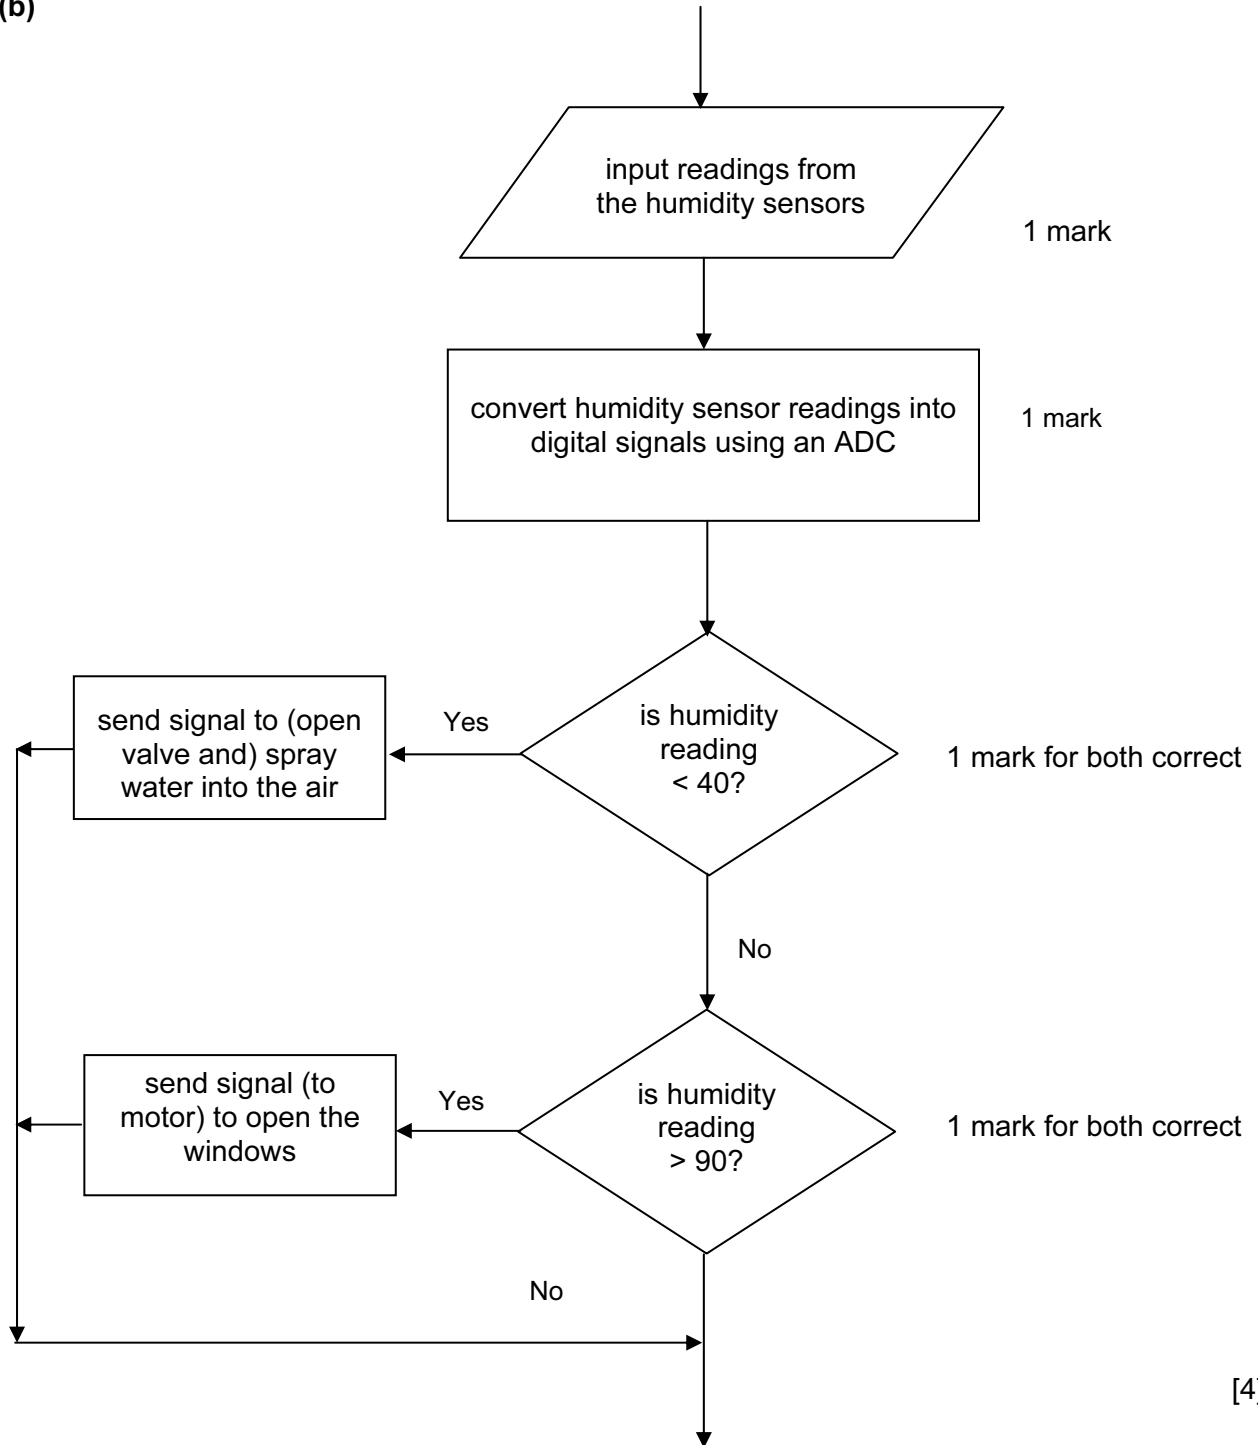 (b)
input readings from
the humidity sensors
1 mark
convert humidity sensor readings into
digital signals using an ADC
1 mark
send signal to (open
valve and) spray
water into the air
Yes
is humidity
reading
< 40?
1 mark for both correct
No
send signal (to
motor) to open the
windows
Yes
is humidity
reading
> 90?
1 mark for both correct
No
[4]